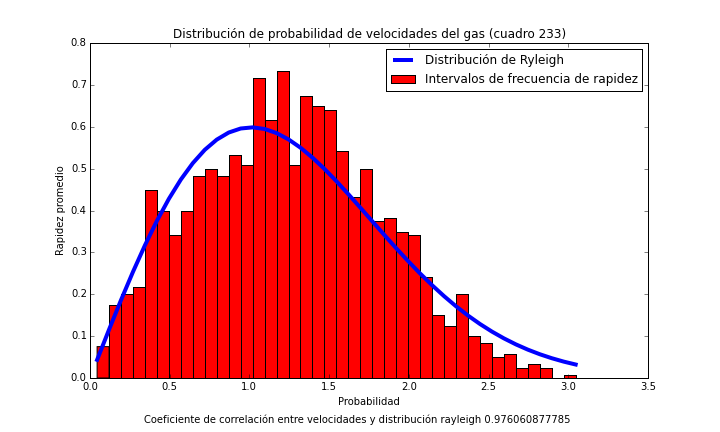 Distribución de probabilidad de velocidades del gas (cuadro 233)
Distribución de Ryleigh
Intervalos de frecuencia de rapidez
Rapidez promedio
0.8
0.7
0.6
0.5
0.4
0.3
0.2
0.1
0.0
0.0 0.5 1.0 1.5 2.0 2.5 3.0 3.5
Probabilidad
Coeficiente de correlación entre velocidades y distribución rayleigh 0.976060877785